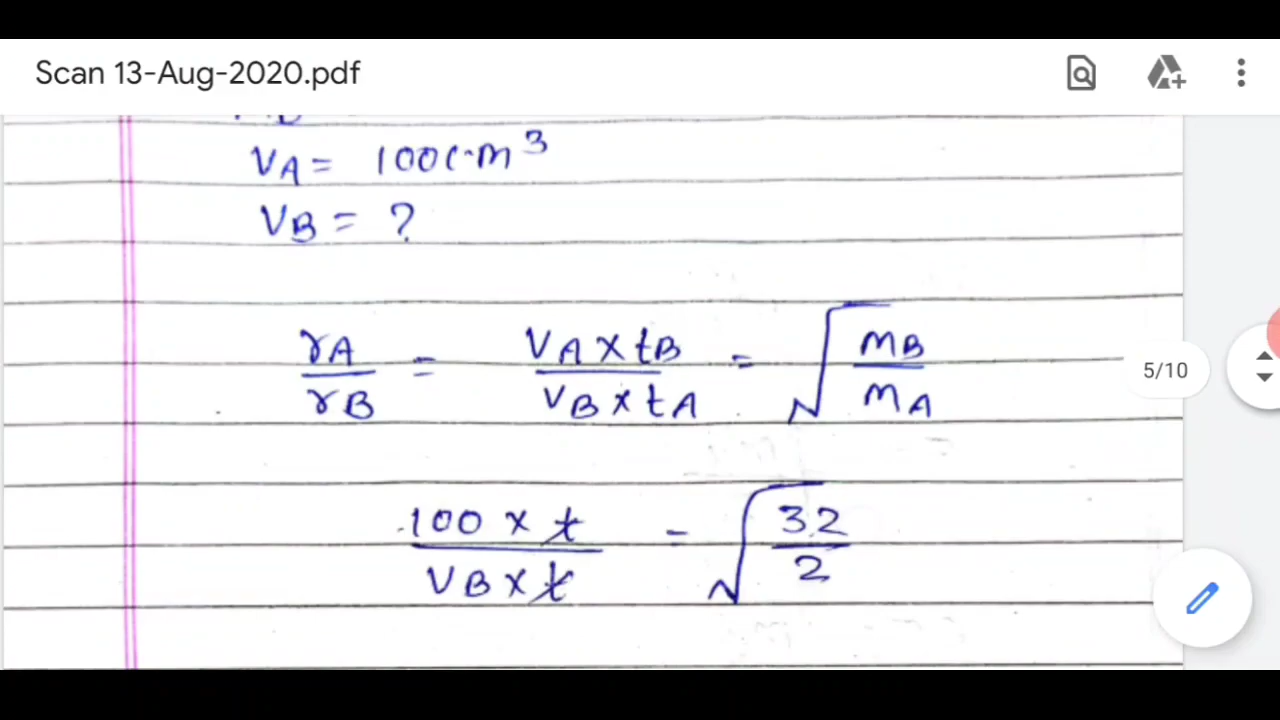 Scan 13-Aug-2020.pdf
VA = 100 c.m³
VB = ?
rA/rB = VA x tB/VB x tA = √mB/mA
5/10
100 x t/VB x t = √32/2